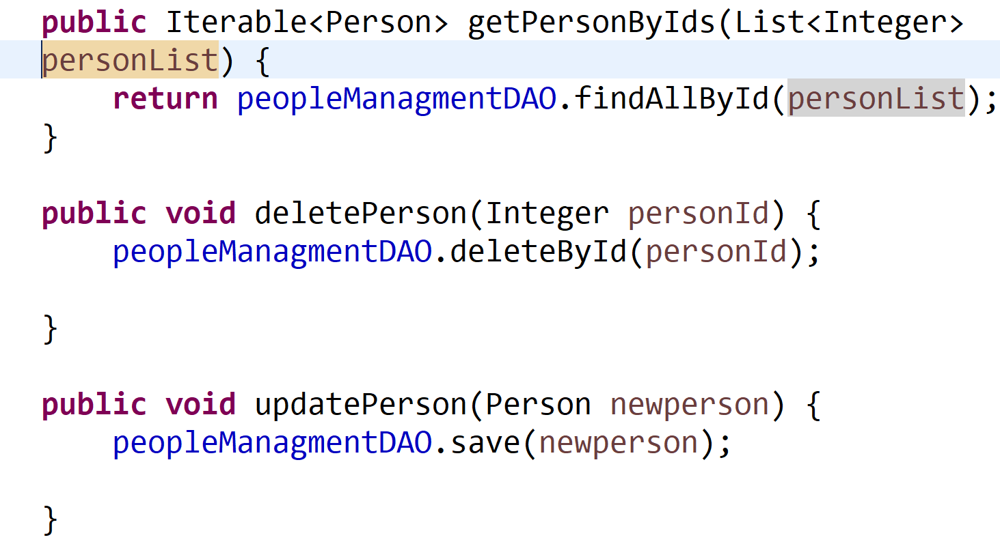 public Iterable<Person> getPersonByIds(List<Integer>
personList) {
    return peopleManagmentDAO.findAllById(personList);
}
public void deletePerson(Integer personId) {
    peopleManagmentDAO.deleteById(personId);
}
public void updatePerson(Person newperson) {
    peopleManagmentDAO.save(newperson);
}